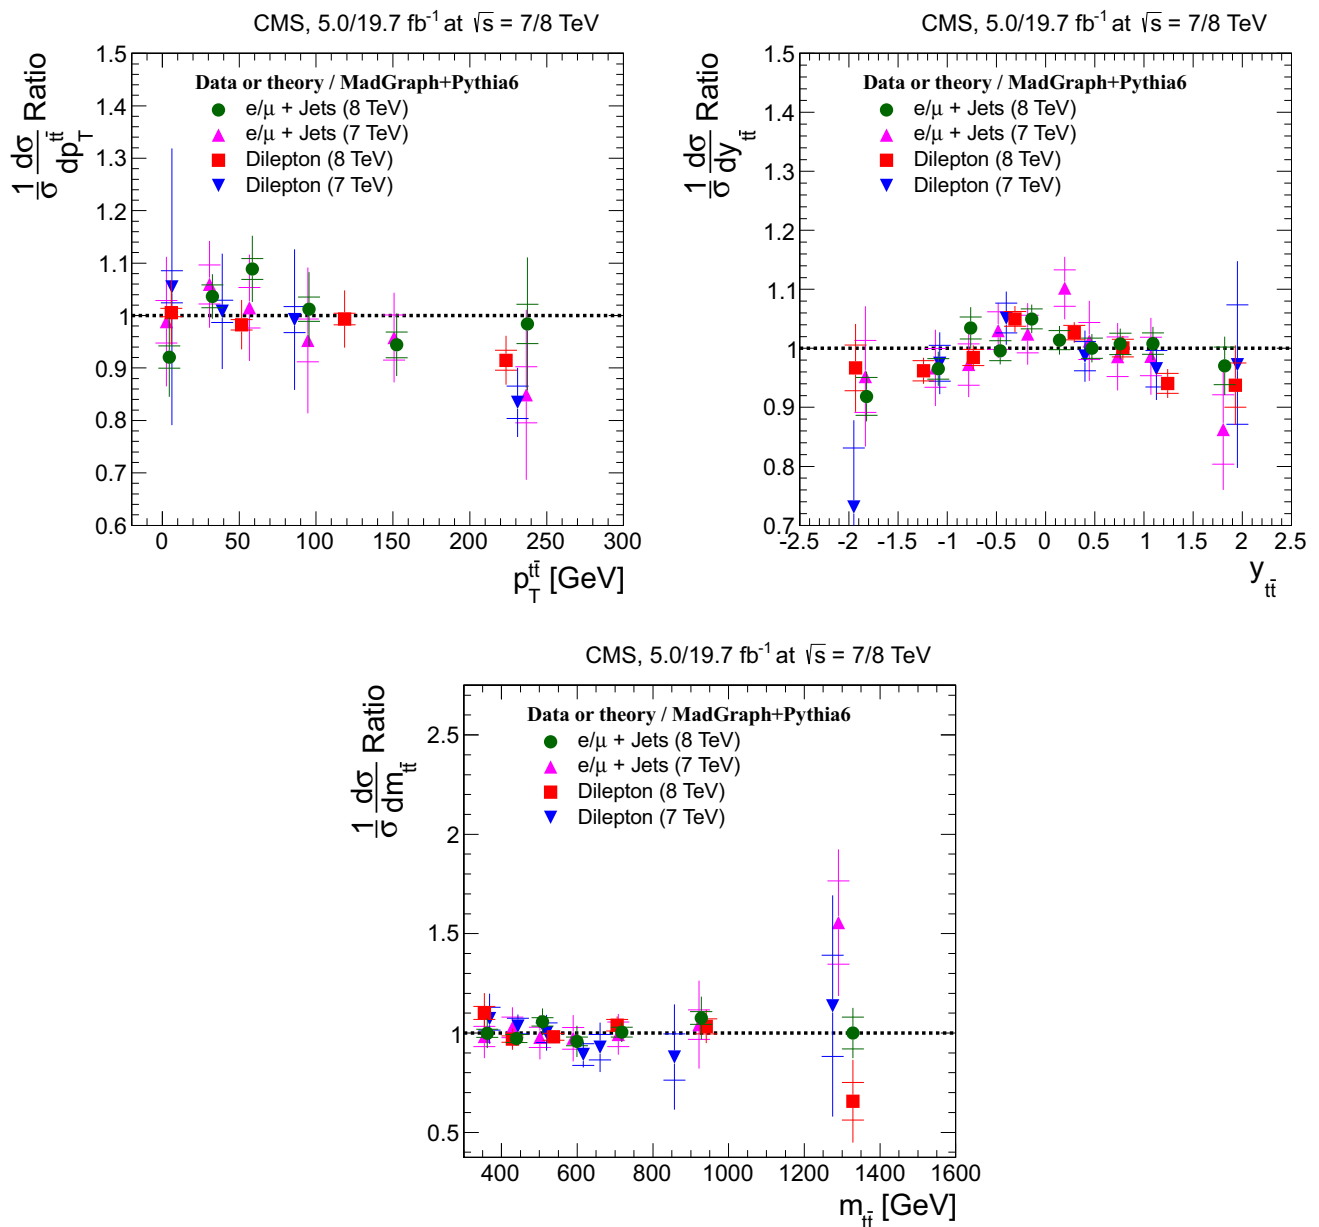 CMS, 5.0/19.7 fb⁻¹ at √s = 7/8 TeV
1/σ dσ/dp_T^{tt̄} Ratio
Data or theory / MadGraph+Pythia6
e/μ + Jets (8 TeV)
e/μ + Jets (7 TeV)
Dilepton (8 TeV)
Dilepton (7 TeV)
1.5
1.4
1.3
1.2
1.1
1
0.9
0.8
0.7
0.6
0 50 100 150 200 250 300
p_T^{tt̄} [GeV]
CMS, 5.0/19.7 fb⁻¹ at √s = 7/8 TeV
1/σ dσ/dy_{tt̄} Ratio
Data or theory / MadGraph+Pythia6
e/μ + Jets (8 TeV)
e/μ + Jets (7 TeV)
Dilepton (8 TeV)
Dilepton (7 TeV)
1.5
1.4
1.3
1.2
1.1
1
0.9
0.8
0.7
-2.5 -2 -1.5 -1 -0.5 0 0.5 1 1.5 2 2.5
y_{tt̄}
CMS, 5.0/19.7 fb⁻¹ at √s = 7/8 TeV
1/σ dσ/dm_{tt̄} Ratio
Data or theory / MadGraph+Pythia6
e/μ + Jets (8 TeV)
e/μ + Jets (7 TeV)
Dilepton (8 TeV)
Dilepton (7 TeV)
2.5
2
1.5
1
0.5
400 600 800 1000 1200 1400 1600
m_{tt̄} [GeV]